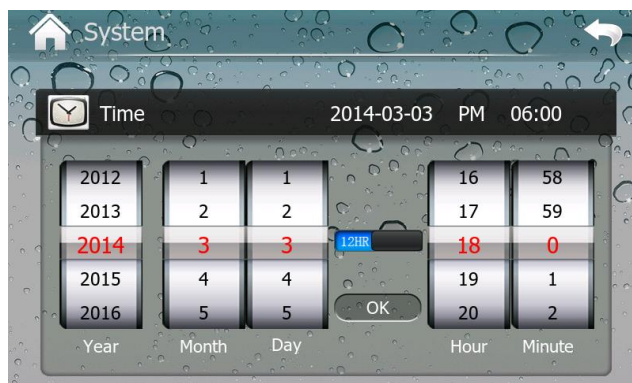 System
Time 2014-03-03 PM 06:00
2012 1 1 16 58
2013 2 2 17 59
2014 3 3 12HR 18 0
2015 4 4 19 1
2016 5 5 OK 20 2
Year Month Day Hour Minute